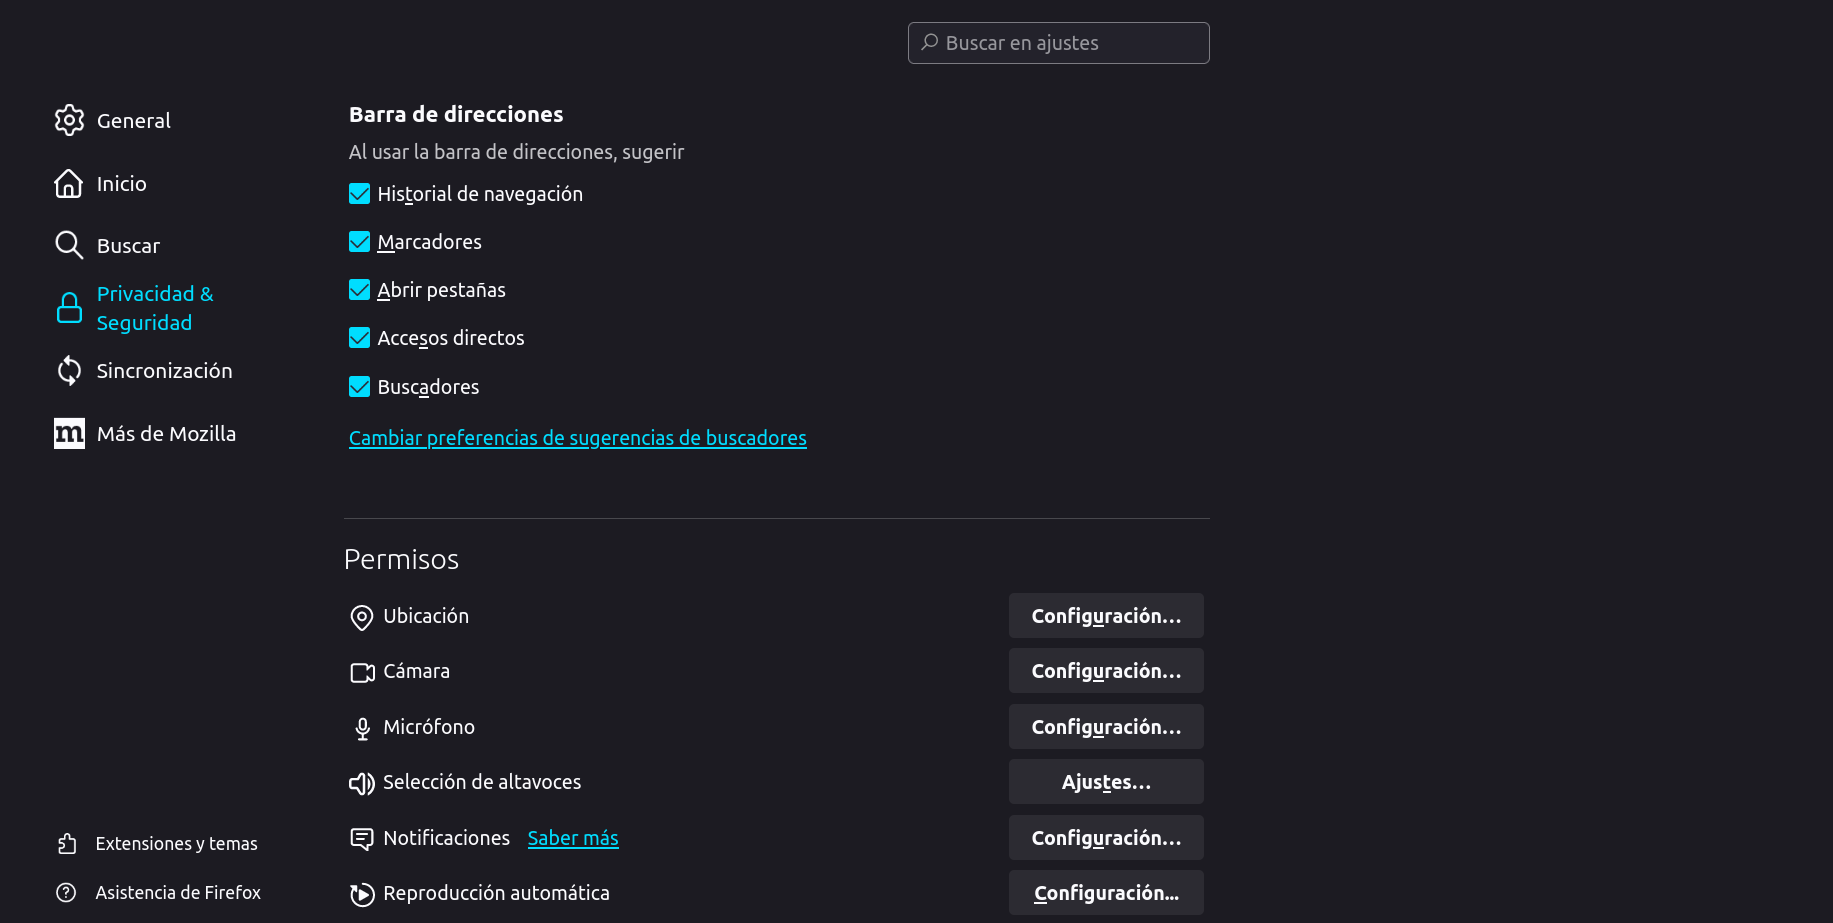 Buscar en ajustes
General
Inicio
Buscar
Privacidad &
Seguridad
Sincronización
m
Más de Mozilla
Extensiones y temas
Asistencia de Firefox
Barra de direcciones
Al usar la barra de direcciones, sugerir
Historial de navegación
Marcadores
Abrir pestañas
Accesos directos
Buscadores
Cambiar preferencias de sugerencias de buscadores
Permisos
Ubicación Configuración…
Cámara Configuración…
Micrófono Configuración…
Selección de altavoces Ajustes…
Notificaciones Saber más Configuración…
Reproducción automática Configuración...